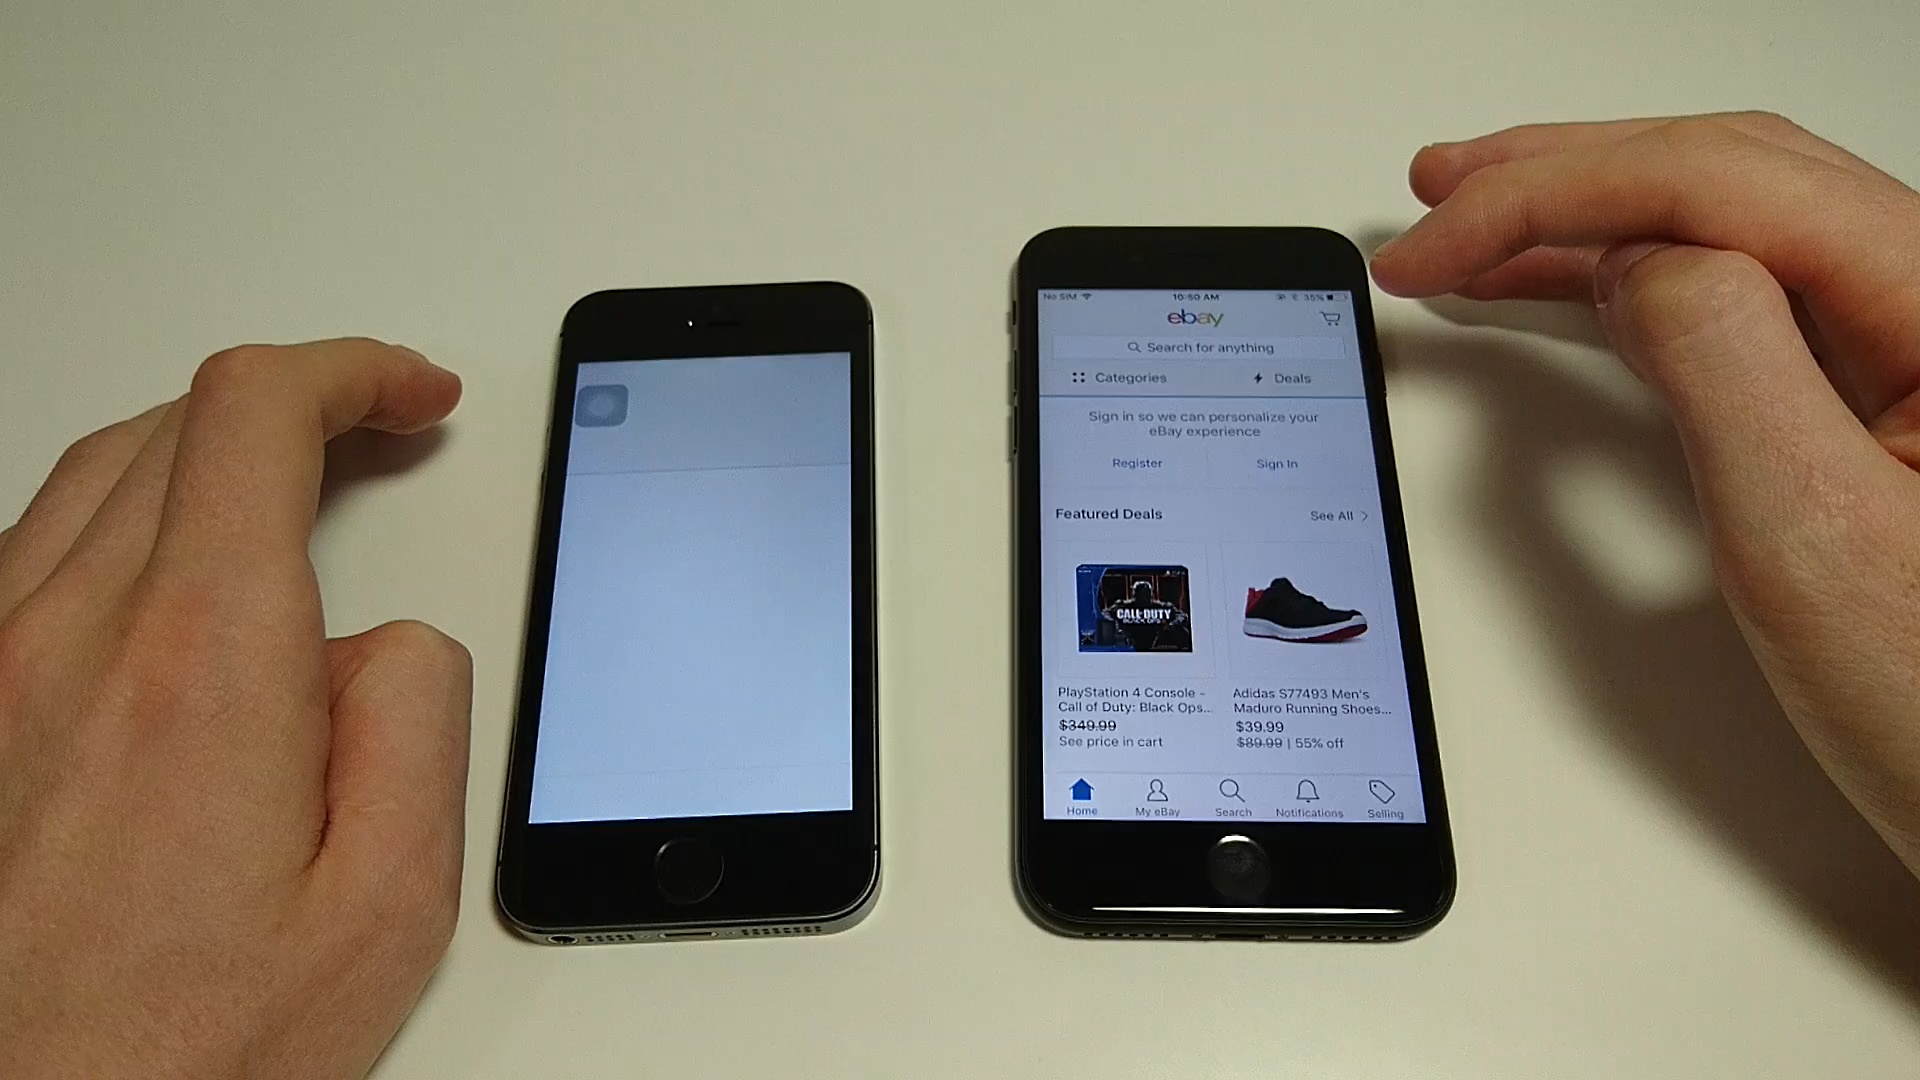 No SIM 10:50 AM 35%
ebay
Search for anything
Categories Deals
Sign in so we can personalize your
eBay experience
Register Sign In
Featured Deals See All
CALL OF DUTY
BLACK OPS
PlayStation 4 Console -
Call of Duty: Black Ops...
$349.99
See price in cart
Adidas S77493 Men's
Maduro Running Shoes...
$39.99
$89.99 | 55% off
Home My eBay Search Notifications Selling